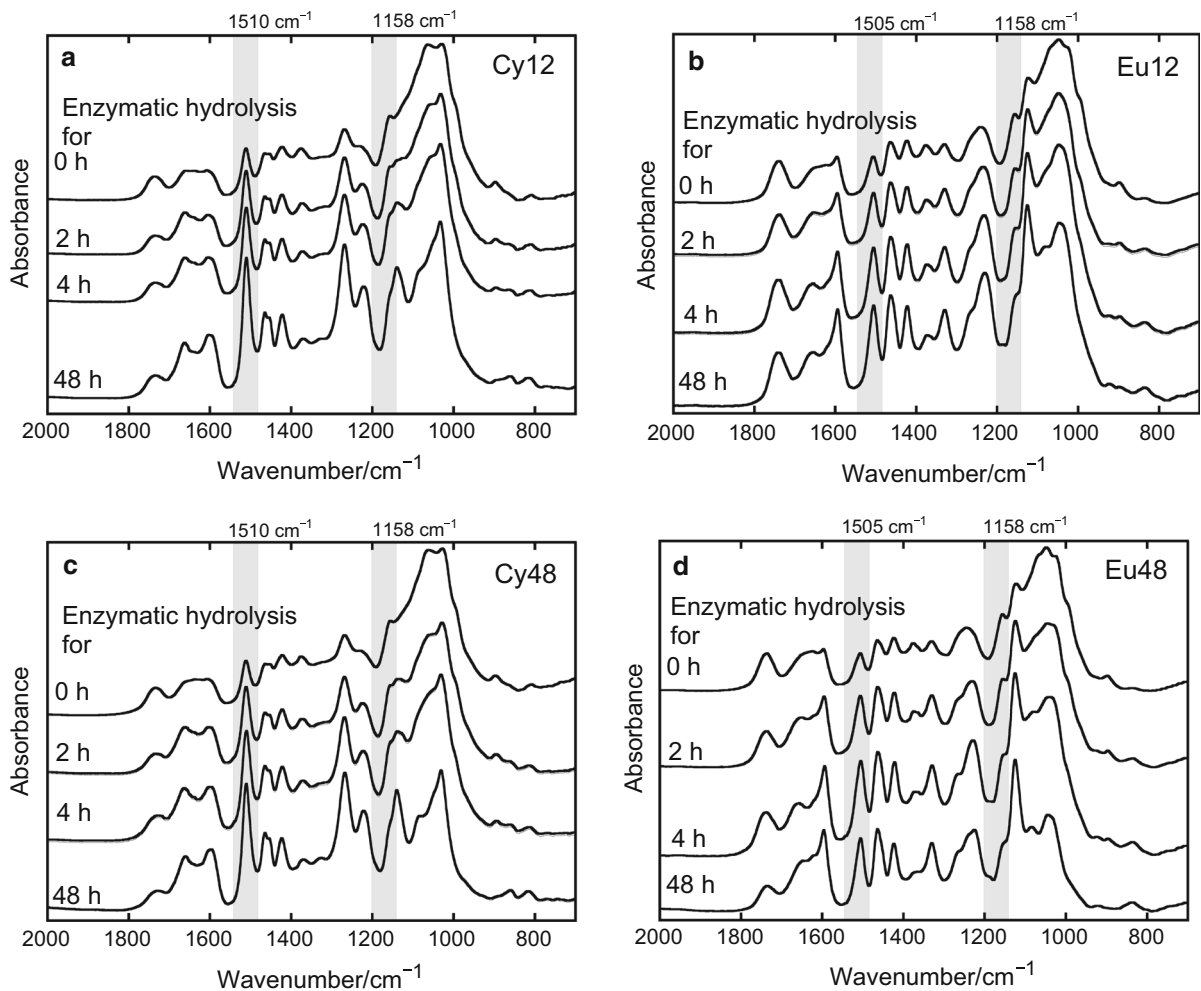 1510 cm⁻¹ 1158 cm⁻¹
a Cy12
Enzymatic hydrolysis
for
0 h
2 h
4 h
48 h
Absorbance
2000 1800 1600 1400 1200 1000 800
Wavenumber/cm⁻¹
1505 cm⁻¹ 1158 cm⁻¹
b Eu12
Enzymatic hydrolysis
for
0 h
2 h
4 h
48 h
Absorbance
2000 1800 1600 1400 1200 1000 800
Wavenumber/cm⁻¹
1510 cm⁻¹ 1158 cm⁻¹
c Cy48
Enzymatic hydrolysis
for
0 h
2 h
4 h
48 h
Absorbance
2000 1800 1600 1400 1200 1000 800
Wavenumber/cm⁻¹
1505 cm⁻¹ 1158 cm⁻¹
d Eu48
Enzymatic hydrolysis
for
0 h
2 h
4 h
48 h
Absorbance
2000 1800 1600 1400 1200 1000 800
Wavenumber/cm⁻¹